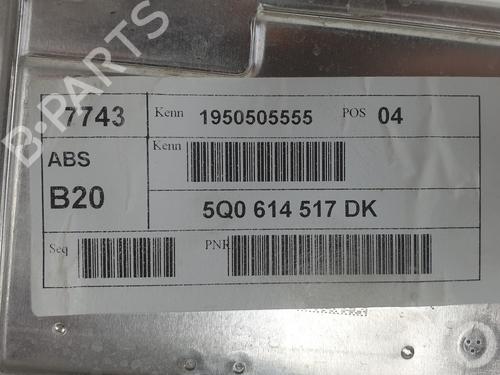 B-PARTS
7743 Kenn 1950505555 POS 04
ABS Kenn
B20
5Q0 614 517 DK
Seq PNR